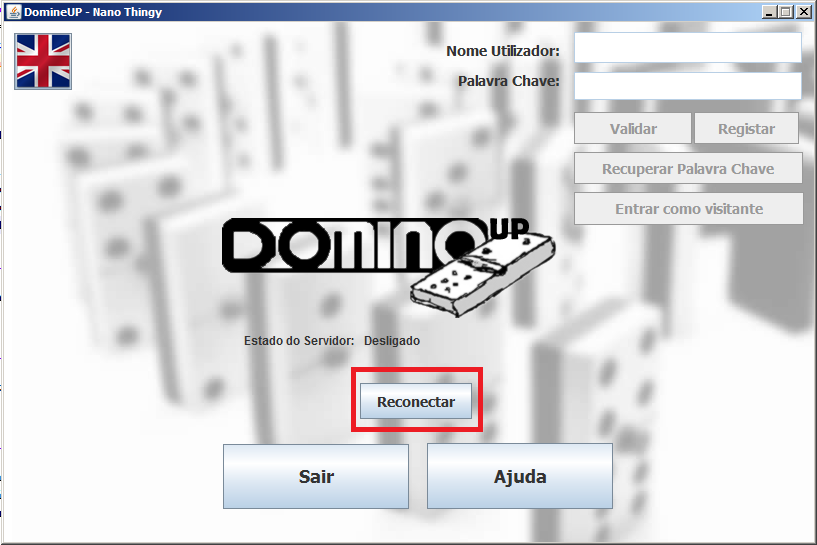 DomineUP - Nano Thingy
Nome Utilizador:
Palavra Chave:
Validar Registar
Recuperar Palavra Chave
Entrar como visitante
DOMINO UP
Estado do Servidor: Desligado
Reconectar
Sair Ajuda